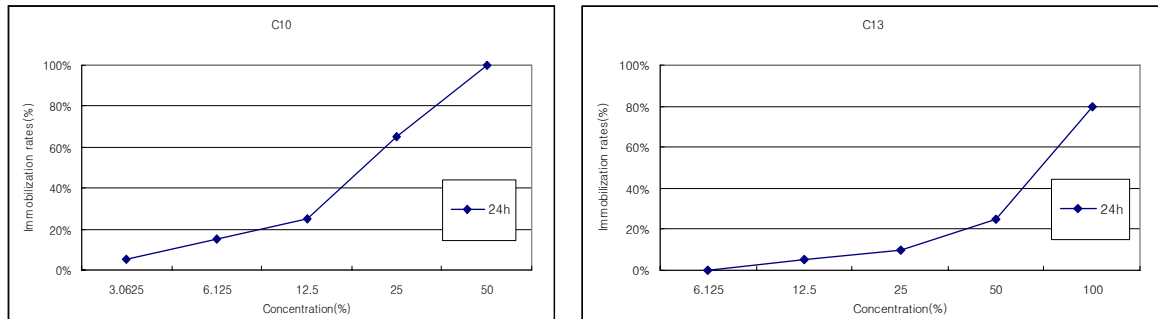 C10
Immobilization rates(%)
100%
80%
60%
40%
20%
0%
24h
3.0625 6.125 12.5 25 50
Concentration(%)
C13
Immobilization rates(%)
100%
80%
60%
40%
20%
0%
24h
6.125 12.5 25 50 100
Concentration(%)